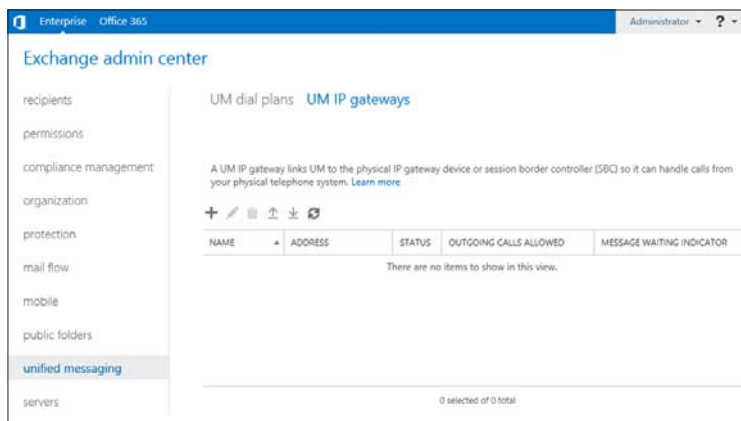 Enterprise Office 365
Administrator ?
Exchange admin center
recipients
permissions
compliance management
organization
protection
mail flow
mobile
public folders
unified messaging
servers
UM dial plans UM IP gateways
A UM IP gateway links UM to the physical IP gateway device or session border controller (SBC) so it can handle calls from
your physical telephone system. Learn more
NAME ADDRESS STATUS OUTGOING CALLS ALLOWED MESSAGE WAITING INDICATOR
There are no items to show in this view.
0 selected of 0 total